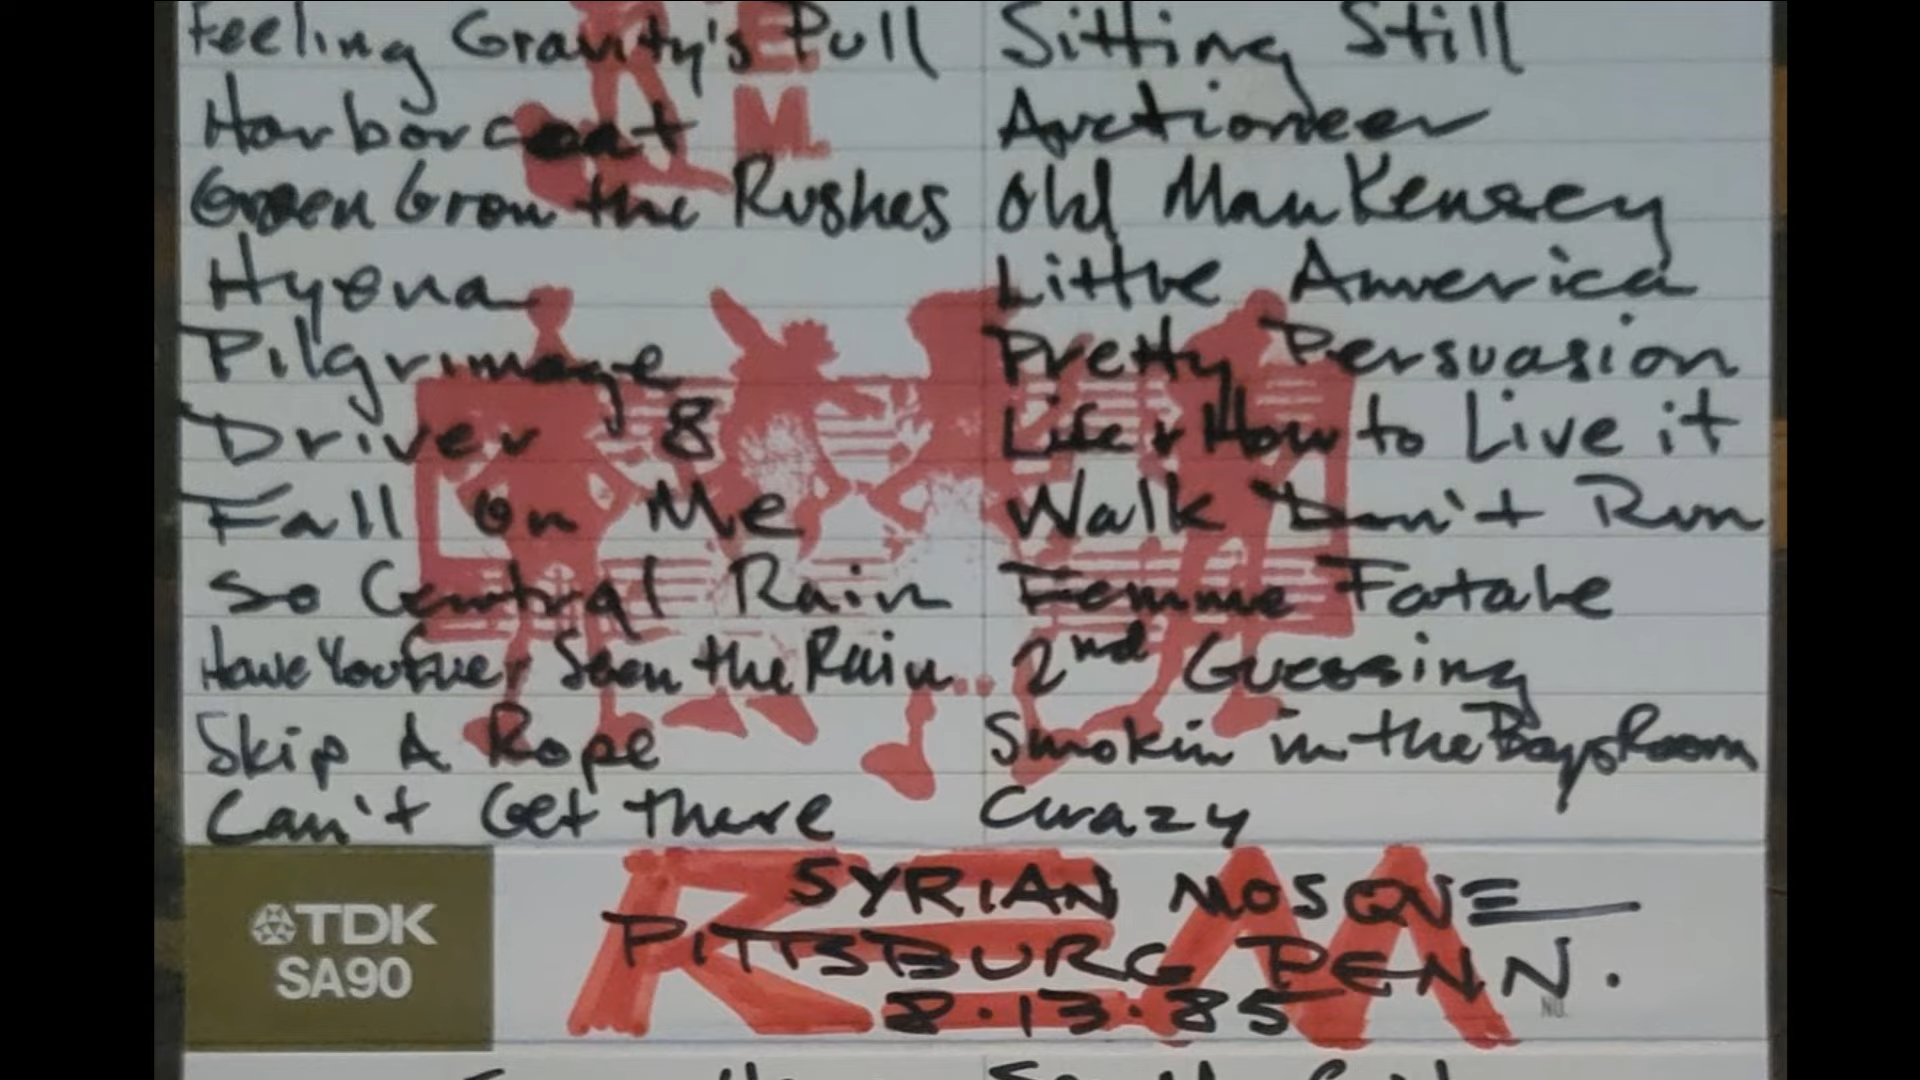 Feeling Gravity's Pull
Harborcoat
Green Grow the Rushes
Hyena
Pilgrimage
Driver 8
Fall on Me
So Central Rain
Have You Ever Seen the Rain
Skip A Rope
Can't Get There
Sitting Still
Auctioneer
Old Man Kensey
Little America
Pretty Persuasion
Life + How to Live it
Walk Don't Run
Femme Fatale
2nd Guessing
Smokin in the Boys Room
Crazy
R.E.M.
TDK
SA90
REM
SYRIAN MOSQUE
PITTSBURG PENN.
8.13.85
NO.